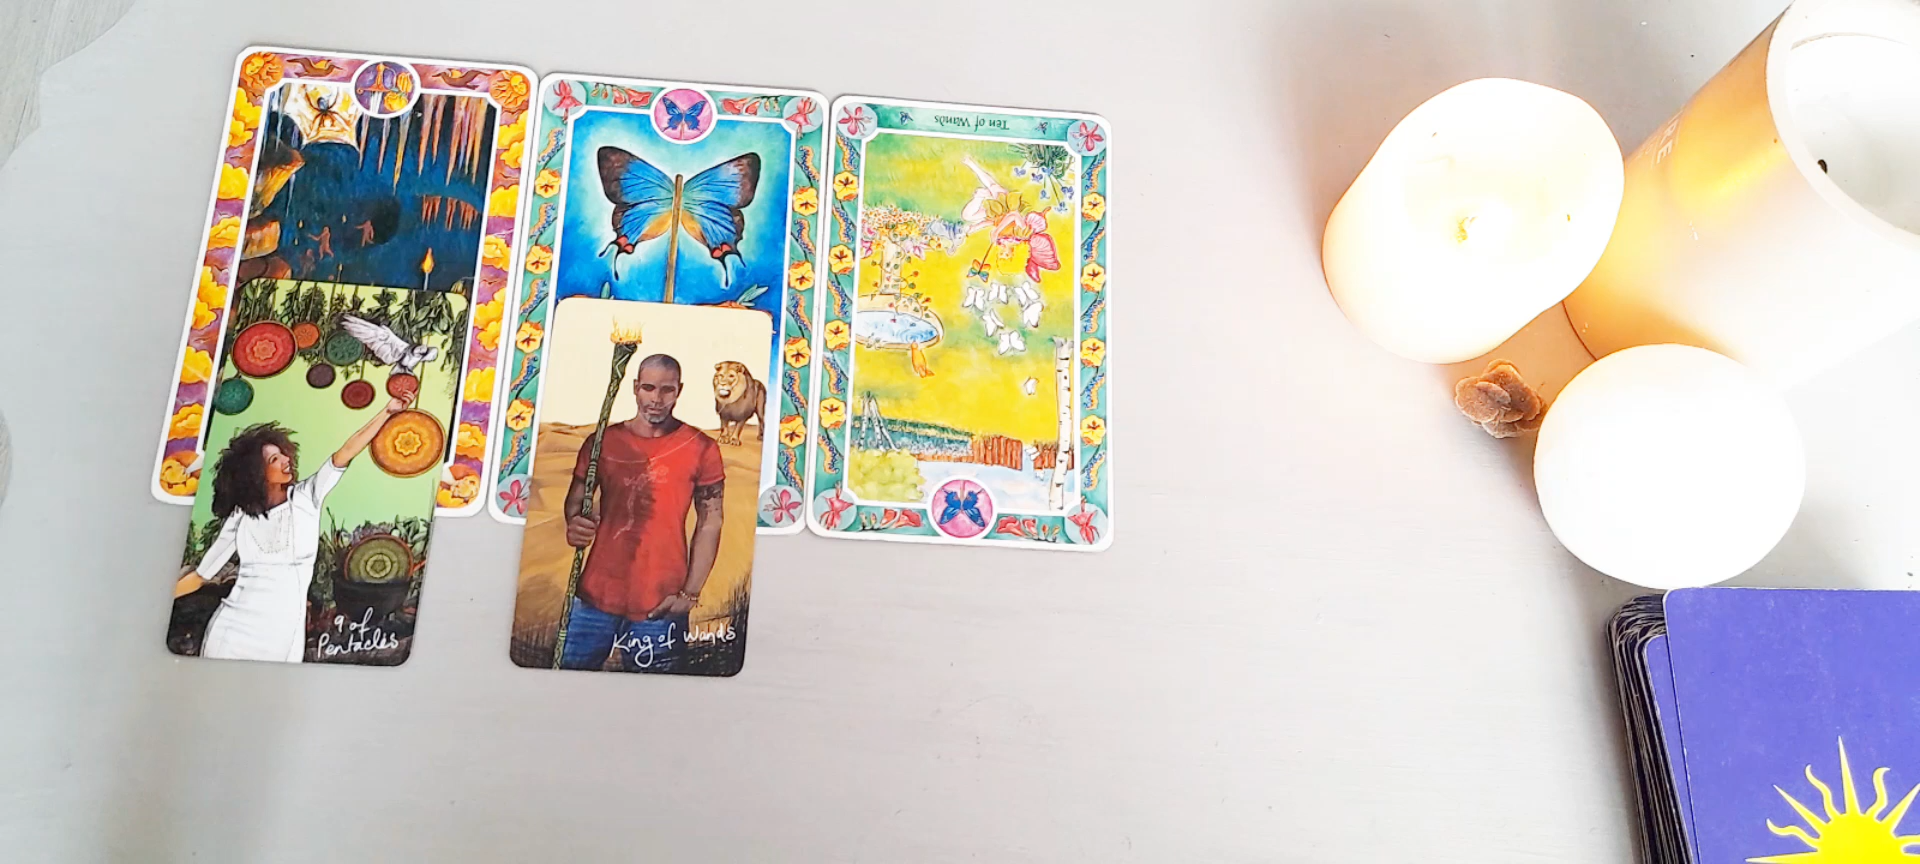 Ten of Wands
9 of
Pentacles
King of Wands